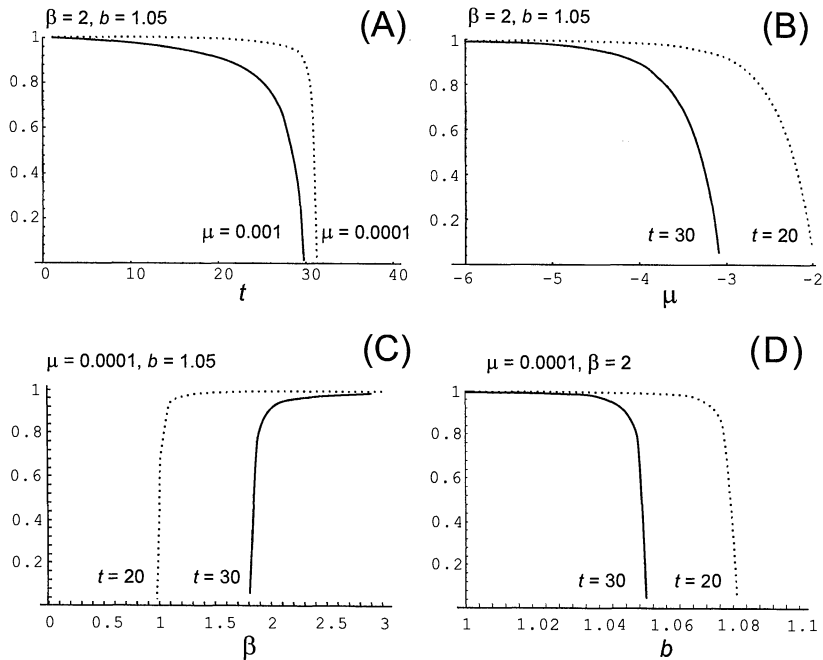 β = 2, b = 1.05
(A)
1
0.8
0.6
0.4
0.2
μ = 0.001
μ = 0.0001
0 10 20 30 40
t
β = 2, b = 1.05
(B)
1
0.8
0.6
0.4
0.2
t = 30
t = 20
-6 -5 -4 -3 -2
μ
μ = 0.0001, b = 1.05
(C)
1
0.8
0.6
0.4
0.2
t = 20
t = 30
0 0.5 1 1.5 2 2.5 3
β
μ = 0.0001, β = 2
(D)
1
0.8
0.6
0.4
0.2
t = 30
t = 20
1 1.02 1.04 1.06 1.08 1.1
b